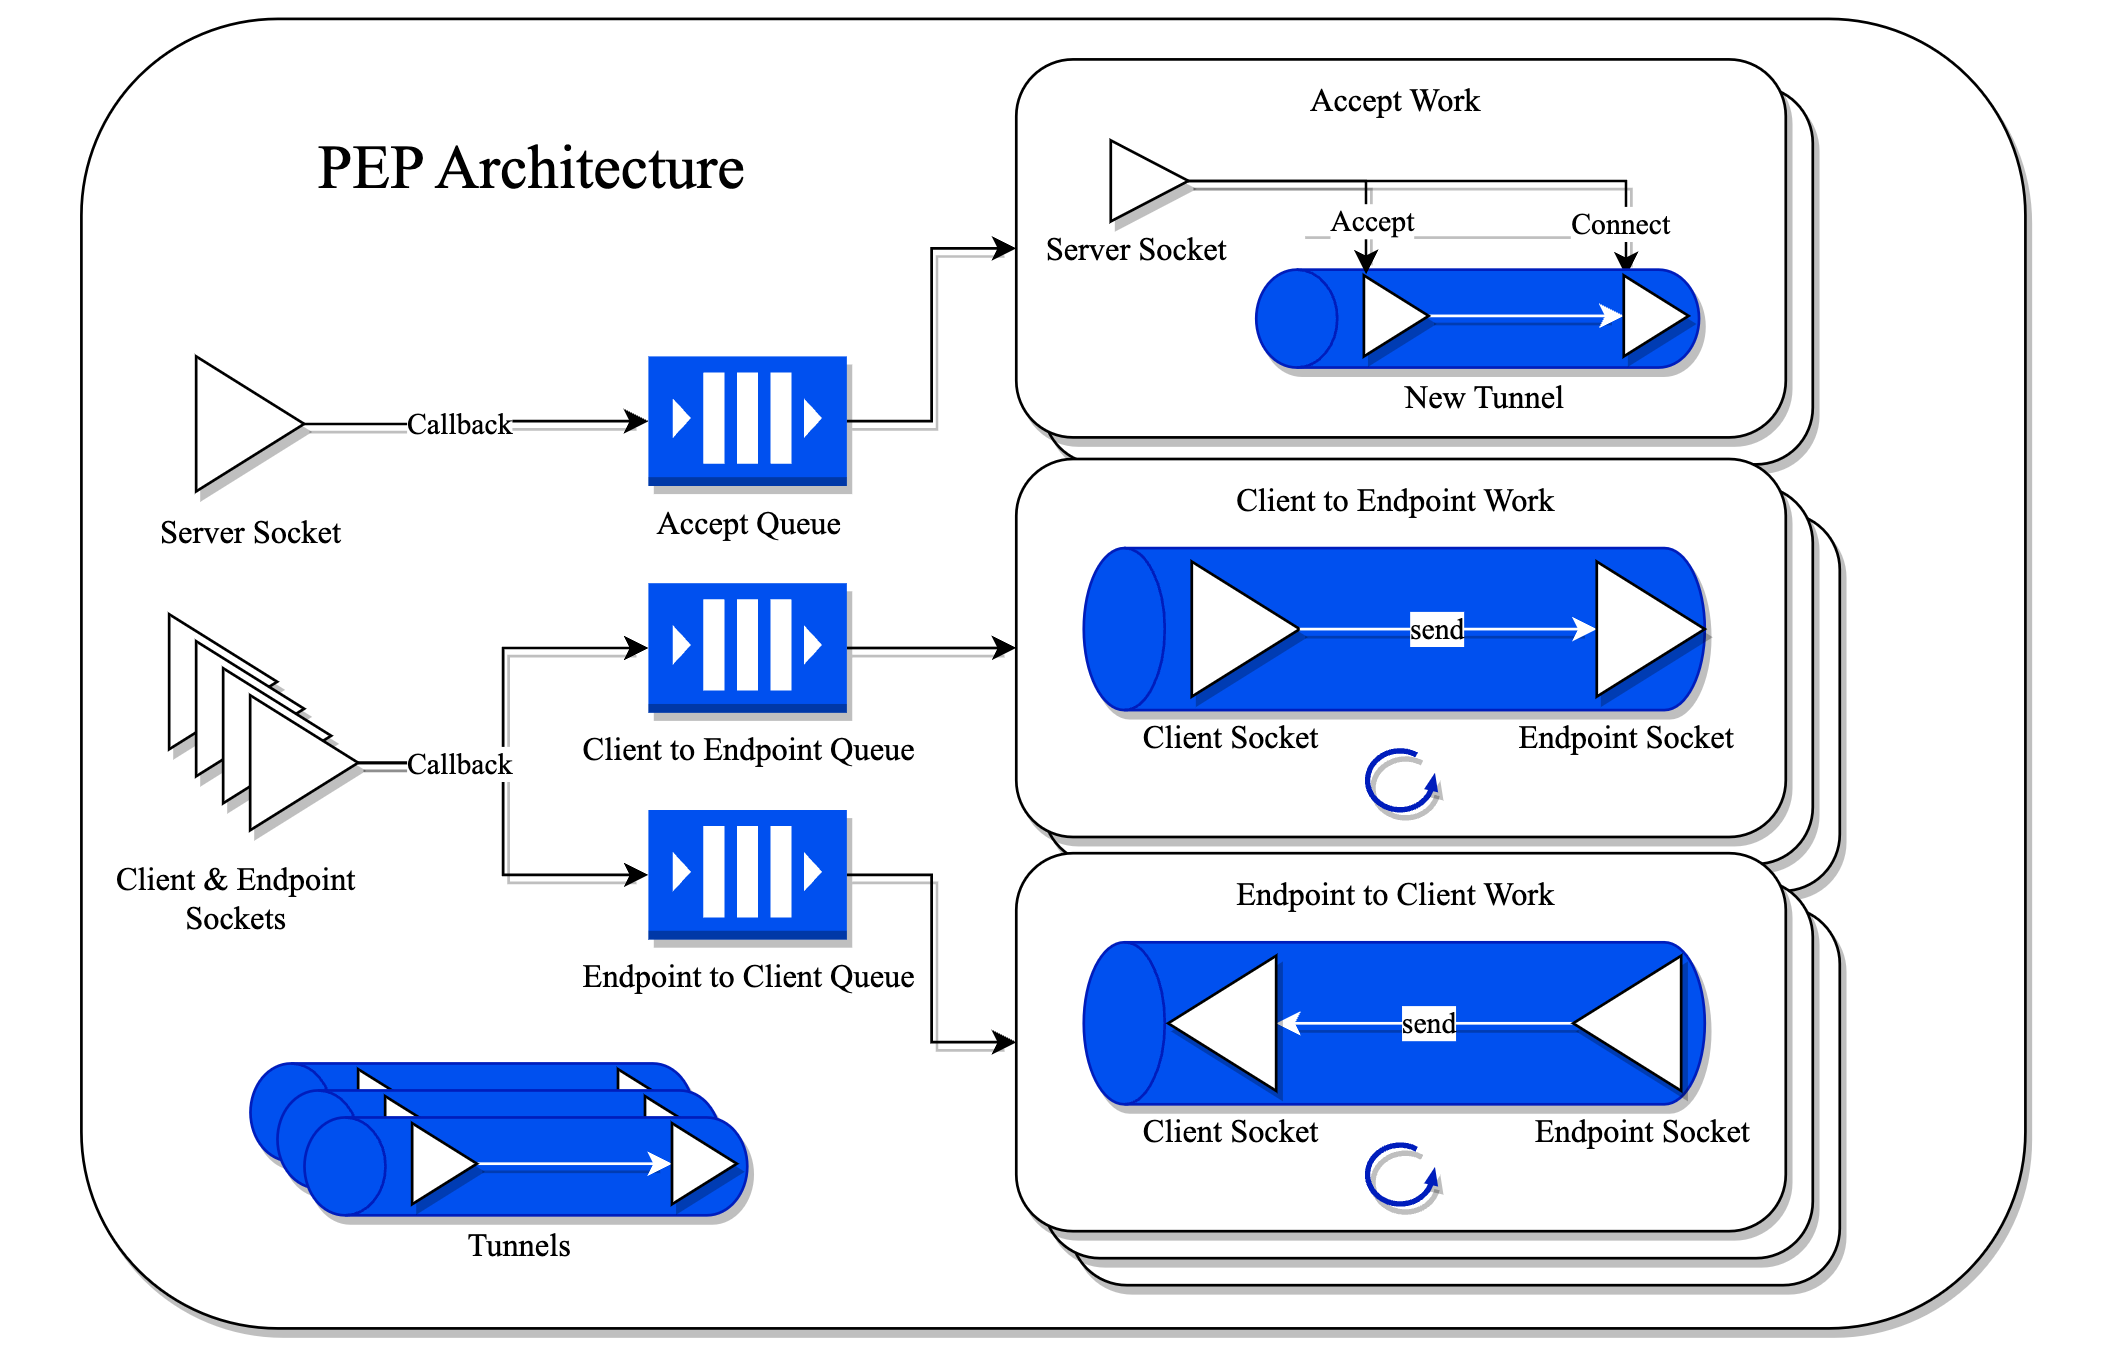 PEP Architecture
Server Socket
Callback
Accept Queue
Client & Endpoint
Sockets
Callback
Client to Endpoint Queue
Endpoint to Client Queue
Tunnels
Accept Work
Server Socket
Accept
Connect
New Tunnel
Client to Endpoint Work
send
Client Socket
Endpoint Socket
Endpoint to Client Work
send
Client Socket
Endpoint Socket